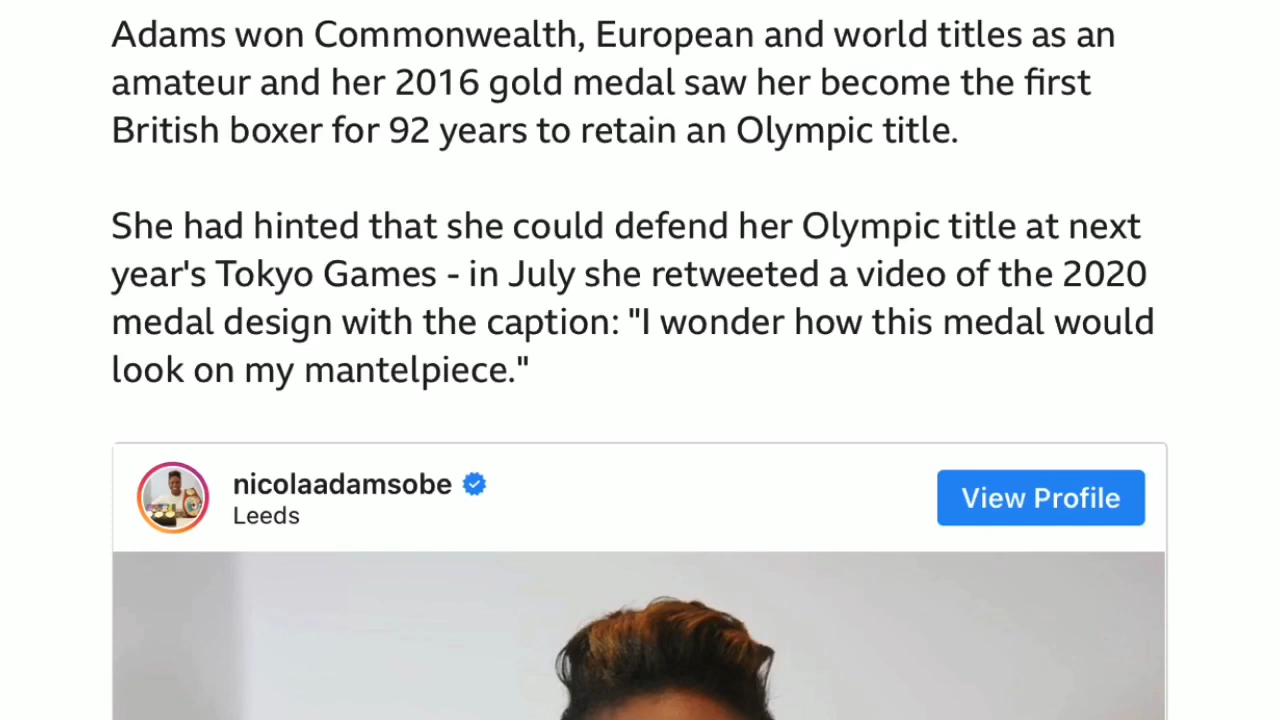 Adams won Commonwealth, European and world titles as an
amateur and her 2016 gold medal saw her become the first
British boxer for 92 years to retain an Olympic title.
She had hinted that she could defend her Olympic title at next
year's Tokyo Games - in July she retweeted a video of the 2020
medal design with the caption: "I wonder how this medal would
look on my mantelpiece."
nicolaadamsobe
Leeds
View Profile